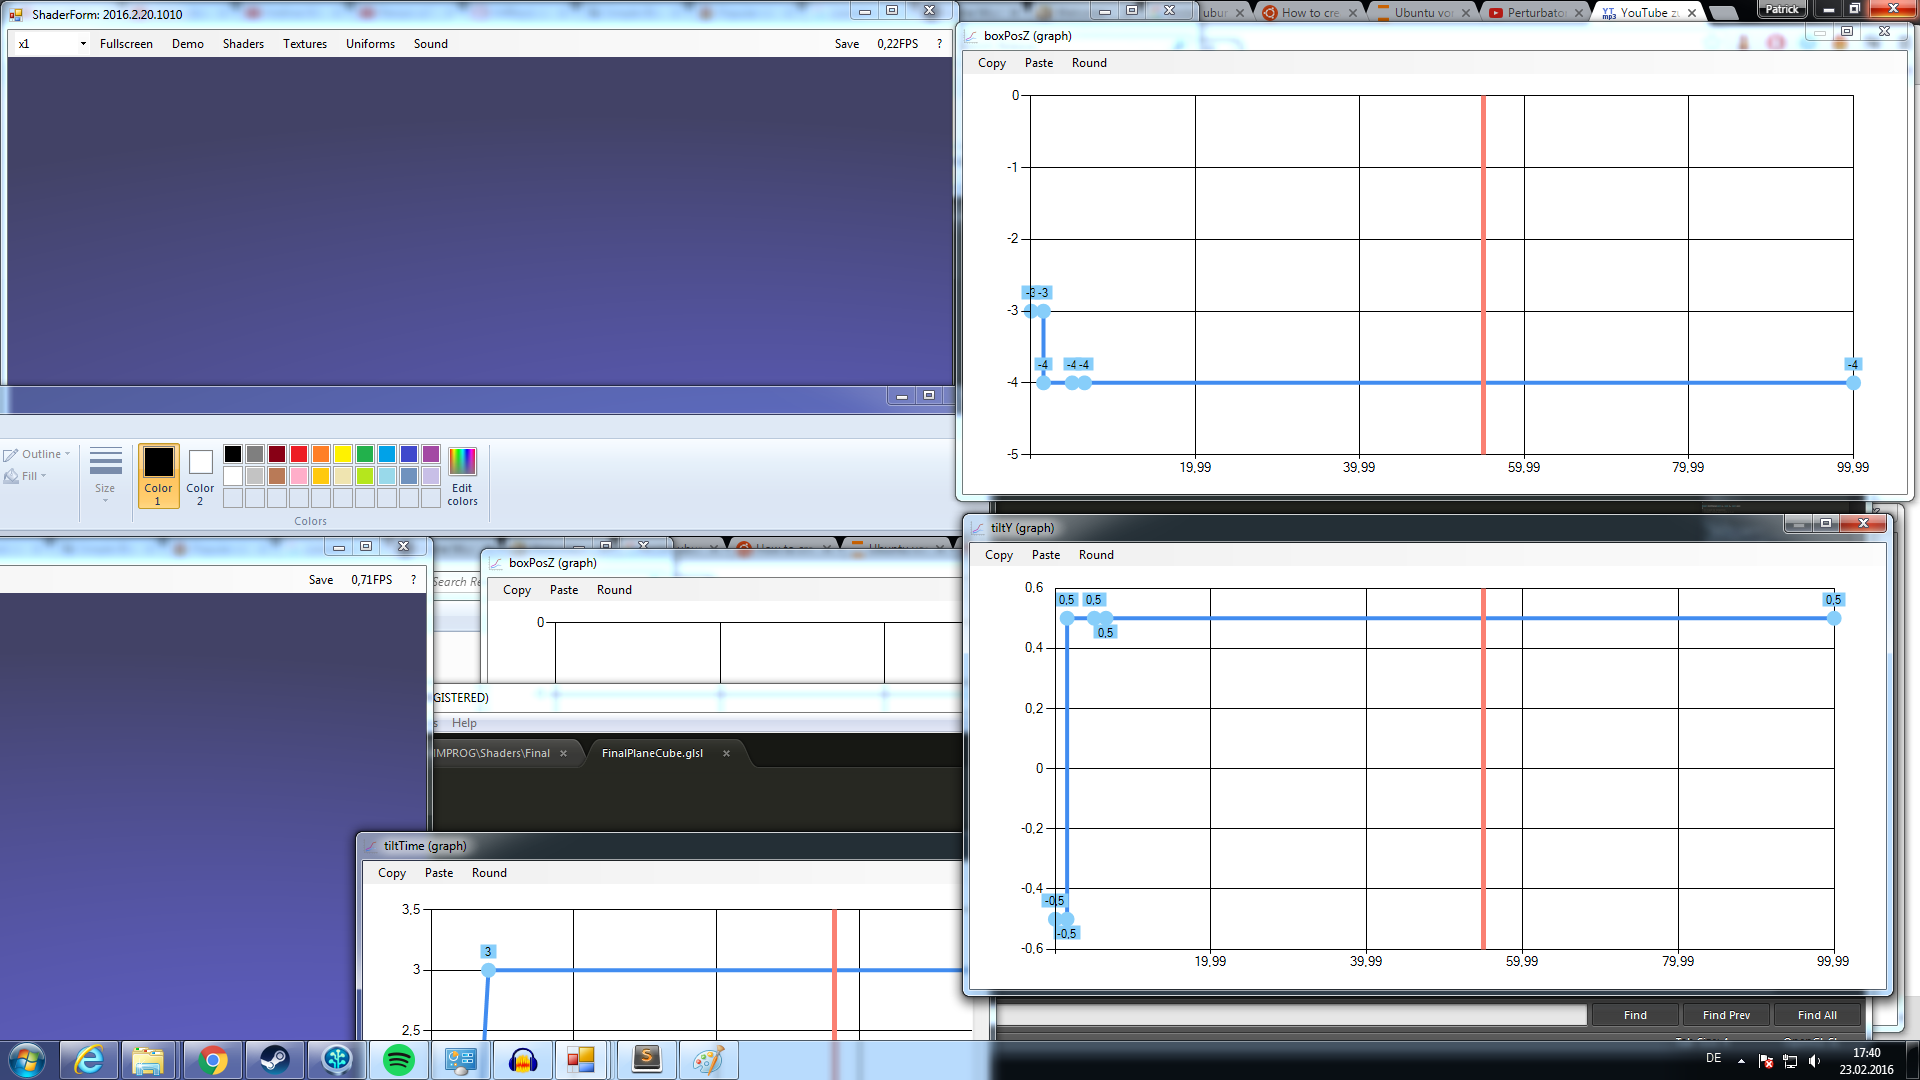 ShaderForm: 2016.2.20.1010
x1 Fullscreen Demo Shaders Textures Uniforms Sound Save 0,22FPS ?
ubun
How to cre
Ubuntu vor
Perturbato
YouTube zu
Patrick
boxPosZ (graph)
Copy Paste Round
0
-1
-2
-3
-4
-5
-3 -3
-4 -4 -4 -4
19,99 39,99 59,99 79,99 99,99
Outline
Fill
Size
Color 1
Color 2
Edit colors
Colors
Save 0,71FPS ?
Search Re
boxPosZ (graph)
Copy Paste Round
0
GISTERED)
s Help
IMPROG\Shaders\Final
FinalPlaneCube.glsl
tiltTime (graph)
Copy Paste Round
3,5
3
3
2,5
tiltY (graph)
Copy Paste Round
0,6
0,4
0,2
0
-0,2
-0,4
-0,6
0,5 0,5 0,5
0,5
-0,5
-0,5
19,99 39,99 59,99 79,99 99,99
Find Find Prev Find All
DE
17:40
23.02.2016